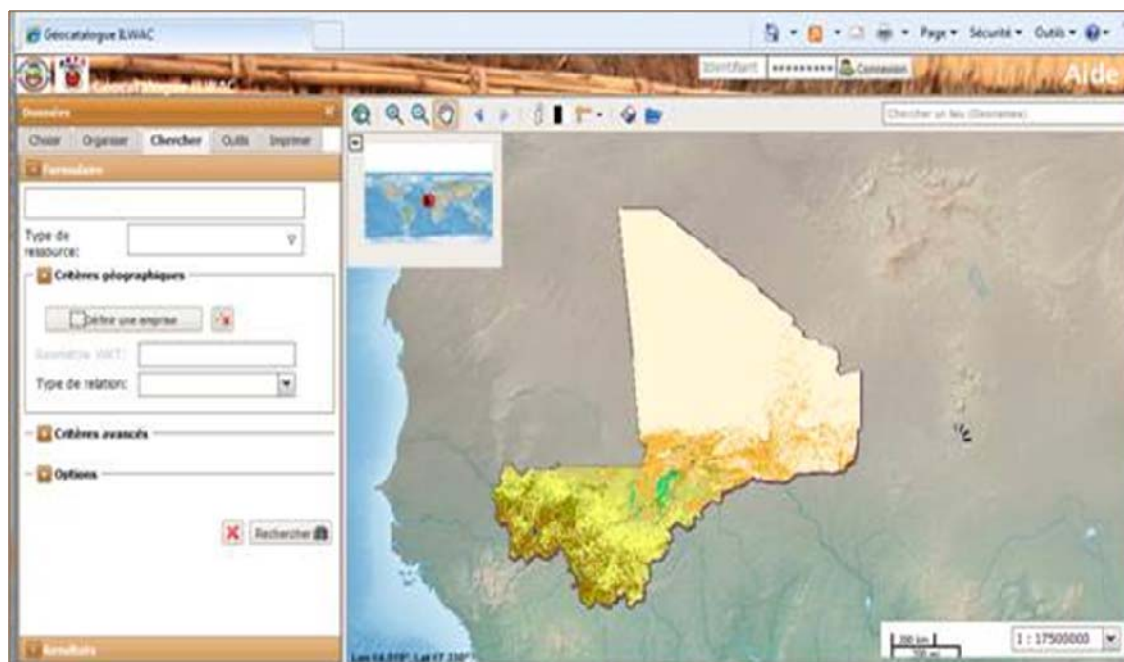 Géocatalogue ILWAC
Page Sécurité Outils
Identifiant Connexion Aide
Géocatalogue ILWAC
Données
Choisir Organiser Chercher Outils Imprimer
Formulaire
Chercher un lieu (Geonames)
Type de
ressource:
Critères géographiques
Définir une emprise
Géométrie WKT:
Type de relation:
Critères avancés
Options
Rechercher
Résultats
1 : 17500000